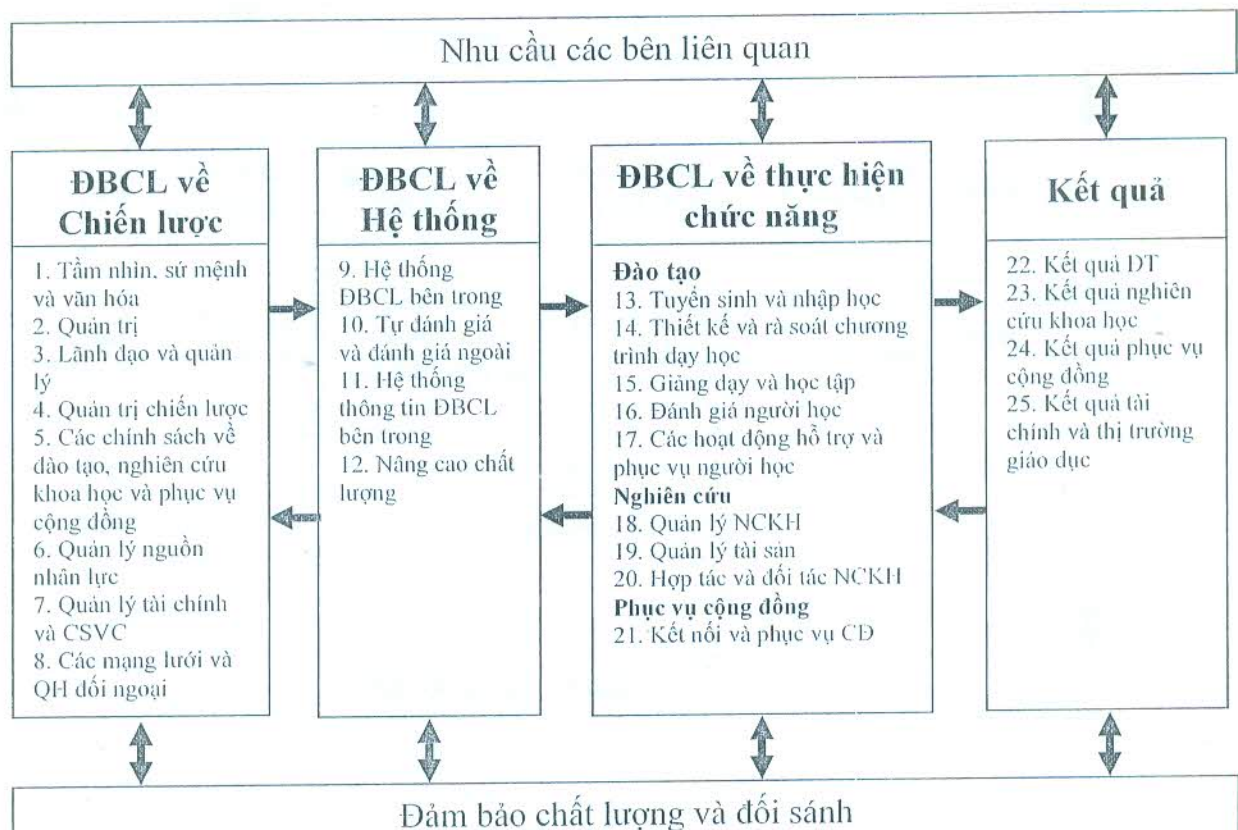 Nhu cầu các bên liên quan
ĐBCL về
Chiến lược
1. Tầm nhìn, sứ mệnh
và văn hóa
2. Quản trị
3. Lãnh đạo và quản
lý
4. Quản trị chiến lược
5. Các chính sách về
đào tạo, nghiên cứu
khoa học và phục vụ
cộng đồng
6. Quản lý nguồn
nhân lực
7. Quản lý tài chính
và CSVC
8. Các mạng lưới và
QH đối ngoại
ĐBCL về
Hệ thống
9. Hệ thống
ĐBCL bên trong
10. Tự đánh giá
và đánh giá ngoài
11. Hệ thống
thông tin ĐBCL
bên trong
12. Nâng cao chất
lượng
ĐBCL về thực hiện
chức năng
Đào tạo
13. Tuyển sinh và nhập học
14. Thiết kế và rà soát chương
trình dạy học
15. Giảng dạy và học tập
16. Đánh giá người học
17. Các hoạt động hỗ trợ và
phục vụ người học
Nghiên cứu
18. Quản lý NCKH
19. Quản lý tài sản
20. Hợp tác và đối tác NCKH
Phục vụ cộng đồng
21. Kết nối và phục vụ CĐ
Kết quả
22. Kết quả ĐT
23. Kết quả nghiên
cứu khoa học
24. Kết quả phục vụ
cộng đồng
25. Kết quả tài
chính và thị trường
giáo dục
Đảm bảo chất lượng và đối sánh